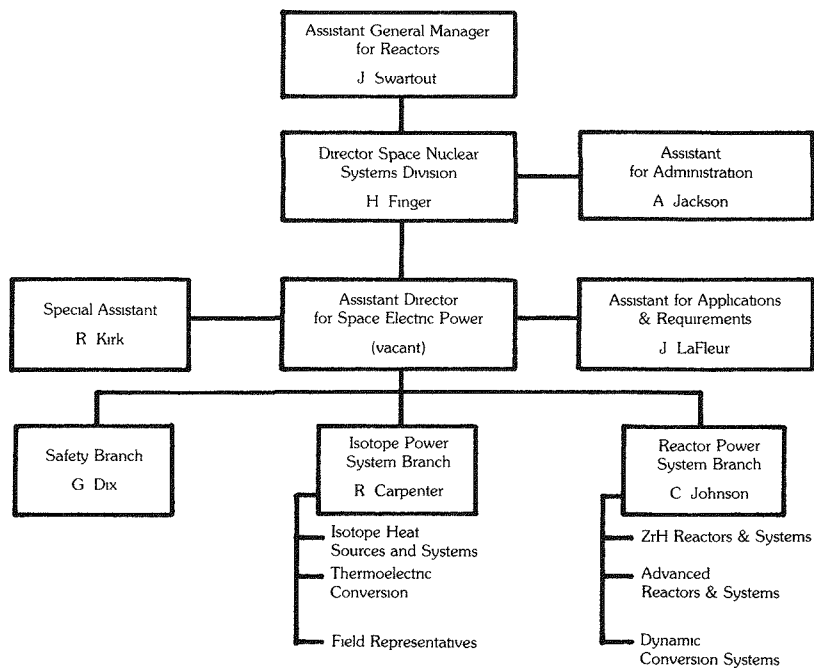 Assistant General Manager
for Reactors
J Swartout
Director Space Nuclear
Systems Division
H Finger
Assistant
for Administration
A Jackson
Special Assistant
R Kirk
Assistant Director
for Space Electric Power
(vacant)
Assistant for Applications
& Requirements
J LaFleur
Safety Branch
G Dix
Isotope Power
System Branch
R Carpenter
Isotope Heat
Sources and Systems
Thermoelectric
Conversion
Field Representatives
Reactor Power
System Branch
C Johnson
ZrH Reactors & Systems
Advanced
Reactors & Systems
Dynamic
Conversion Systems